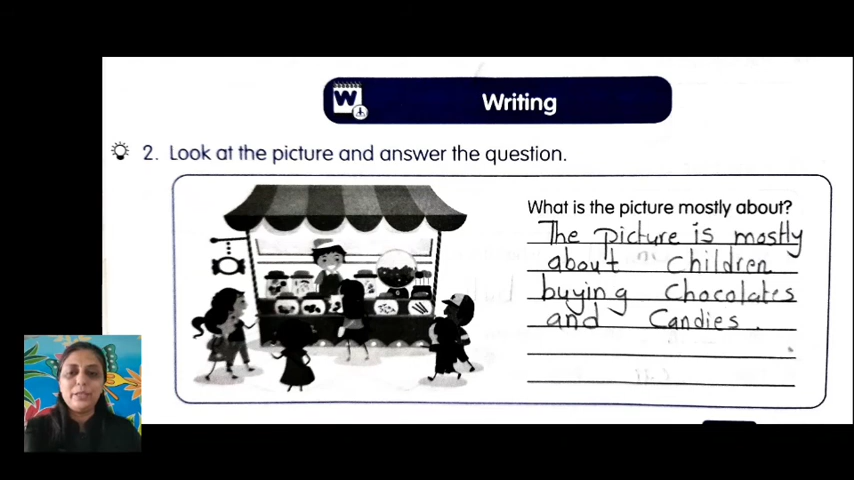 W
Writing
2. Look at the picture and answer the question.
What is the picture mostly about?
The picture is mostly
about children
buying Chocolates
and Candies.